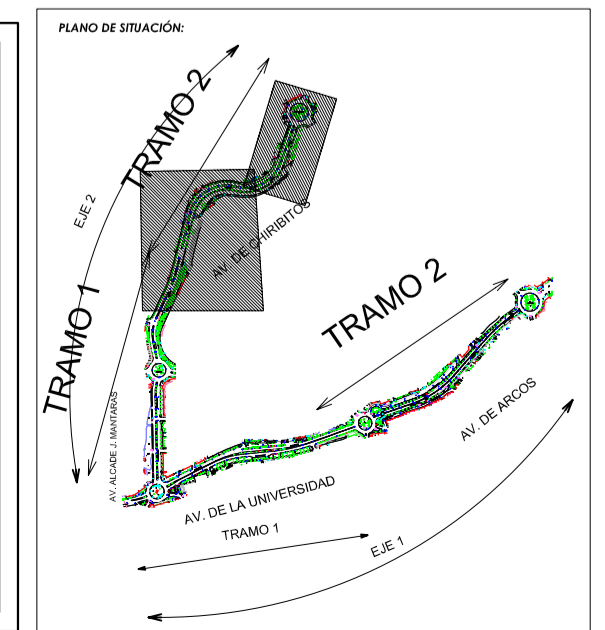 PLANO DE SITUACIÓN:
TRAMO 2
EJE 2
AV. DE CHIRIBITOS
TRAMO 2
TRAMO 1
AV. ALCADE J. MANTARAS
AV. DE ARCOS
AV. DE LA UNIVERSIDAD
TRAMO 1
EJE 1